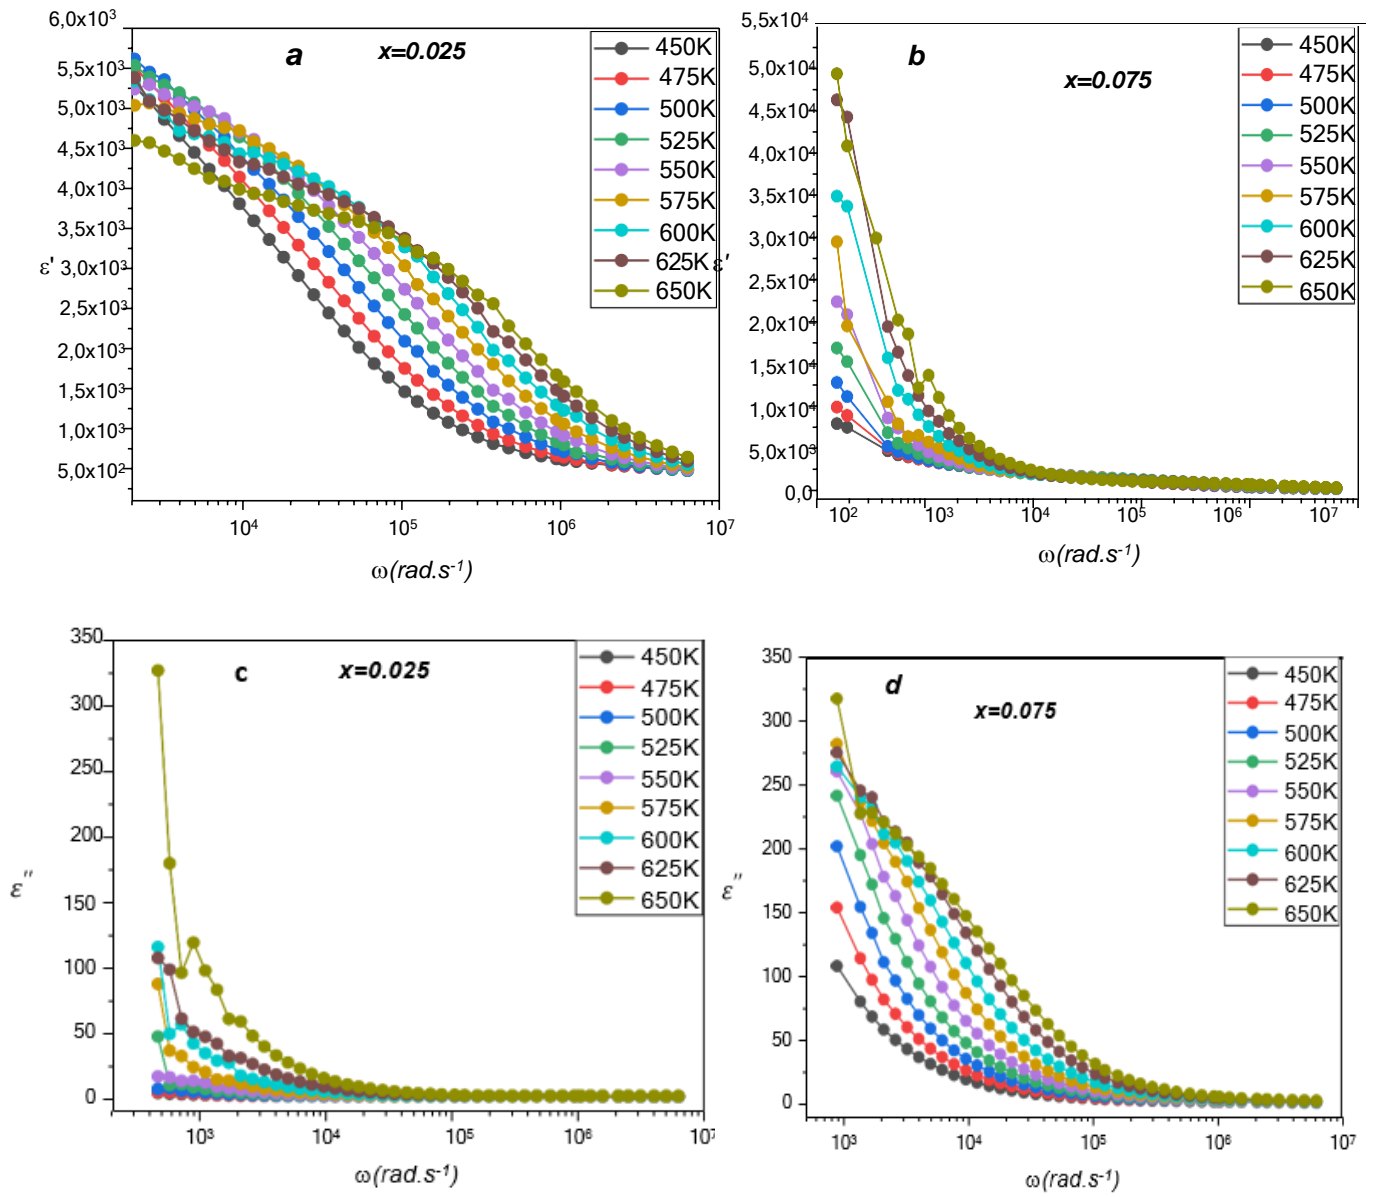 a
x=0.025
6,0x10³
5,5x10³
5,0x10³
4,5x10³
4,0x10³
3,5x10³
3,0x10³
2,5x10³
2,0x10³
1,5x10³
1,0x10³
5,0x10²
ε'
450K
475K
500K
525K
550K
575K
600K
625K
650K
10⁴ 10⁵ 10⁶ 10⁷
ω(rad.s⁻¹)
b
x=0.075
5,5x10⁴
5,0x10⁴
4,5x10⁴
4,0x10⁴
3,5x10⁴
3,0x10⁴
2,5x10⁴
2,0x10⁴
1,5x10⁴
1,0x10⁴
5,0x10³
0,0
ε'
450K
475K
500K
525K
550K
575K
600K
625K
650K
10² 10³ 10⁴ 10⁵ 10⁶ 10⁷
ω(rad.s⁻¹)
c
x=0.025
350
300
250
200
150
100
50
0
ε''
450K
475K
500K
525K
550K
575K
600K
625K
650K
10³ 10⁴ 10⁵ 10⁶ 10⁷
ω(rad.s⁻¹)
d
x=0.075
350
300
250
200
150
100
50
0
ε''
450K
475K
500K
525K
550K
575K
600K
625K
650K
10³ 10⁴ 10⁵ 10⁶ 10⁷
ω(rad.s⁻¹)